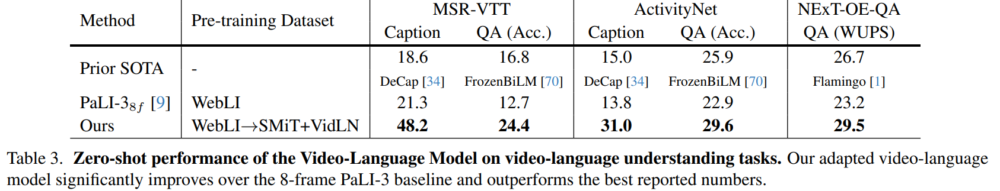 Method Pre-training Dataset MSR-VTT ActivityNet NExT-OE-QA
Caption QA (Acc.) Caption QA (Acc.) QA (WUPS)
Prior SOTA - 18.6 16.8 15.0 25.9 26.7
DeCap [34] FrozenBiLM [70] DeCap [34] FrozenBiLM [70] Flamingo [1]
PaLI-38f [9] WebLI 21.3 12.7 13.8 22.9 23.2
Ours WebLI→SMiT+VidLN 48.2 24.4 31.0 29.6 29.5
Table 3. Zero-shot performance of the Video-Language Model on video-language understanding tasks. Our adapted video-language
model significantly improves over the 8-frame PaLI-3 baseline and outperforms the best reported numbers.